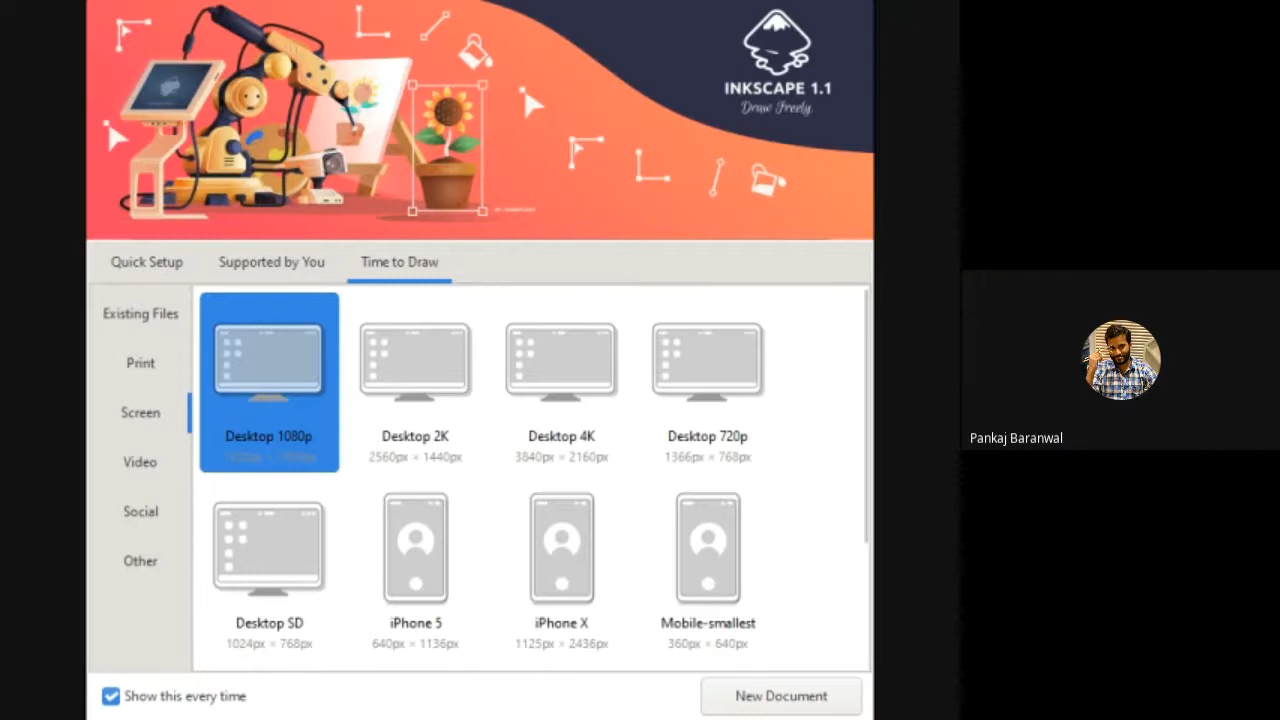 INKSCAPE 1.1
Draw Freely.
Quick Setup
Supported by You
Time to Draw
Existing Files
Print
Screen
Video
Social
Other
Desktop 1080p
Desktop 2K
2560px × 1440px
Desktop 4K
3840px × 2160px
Desktop 720p
1366px × 768px
Desktop SD
1024px × 768px
iPhone 5
640px × 1136px
iPhone X
1125px × 2436px
Mobile-smallest
360px × 640px
Show this every time
New Document
Pankaj Baranwal